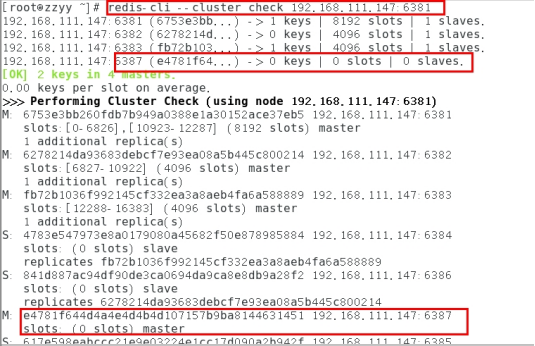 [root@zzyy ~]# redis-cli --cluster check 192.168.111.147:6381
192.168.111.147:6381 (6753e3bb...) -> 1 keys | 8192 slots | 1 slaves.
192.168.111.147:6382 (6278214d...) -> 0 keys | 4096 slots | 1 slaves.
192.168.111.147:6383 (fb72b103...) -> 1 keys | 4096 slots | 1 slaves.
192.168.111.147:6387 (e4781f64...) -> 0 keys | 0 slots | 0 slaves.
[OK] 2 keys in 4 masters.
0.00 keys per slot on average.
>>> Performing Cluster Check (using node 192.168.111.147:6381)
M: 6753e3bb260fdb7b949a0388e1a30152ace37eb5 192.168.111.147:6381
slots:[0-6826],[10923-12287] (8192 slots) master
1 additional replica(s)
M: 6278214da93683debcf7e93ea08a5b445c800214 192.168.111.147:6382
slots:[6827-10922] (4096 slots) master
1 additional replica(s)
M: fb72b1036f992145cf332ea3a8aeb4fa6a588889 192.168.111.147:6383
slots:[12288-16383] (4096 slots) master
1 additional replica(s)
S: 4783e547973e8a0179080a45682f50e878985884 192.168.111.147:6384
slots: (0 slots) slave
replicates fb72b1036f992145cf332ea3a8aeb4fa6a588889
S: 841d887ac94df90de3ca0694da9ca8e8db9a28f2 192.168.111.147:6386
slots: (0 slots) slave
replicates 6278214da93683debcf7e93ea08a5b445c800214
M: e4781f644d4a4e4d4b4d107157b9ba8144631451 192.168.111.147:6387
slots: (0 slots) master
S: 617e598eabccc21e9e03224e1cc17d090a2b942f 192.168.111.147:6385